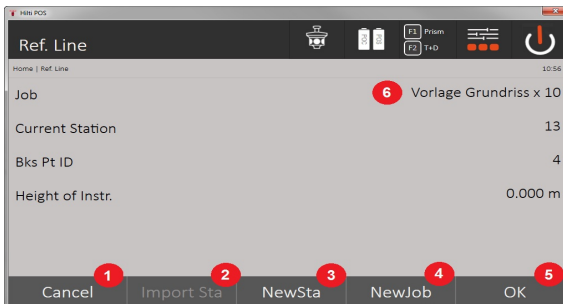 Hilti POS
Ref. Line
POC
POS
F1 Prism
F2 T+D
Home | Ref. Line 10:56
Job 6 Vorlage Grundriss x 10
Current Station 13
Bks Pt ID 4
Height of Instr. 0.000 m
1 2 3 4 5
Cancel Import Sta NewSta NewJob OK